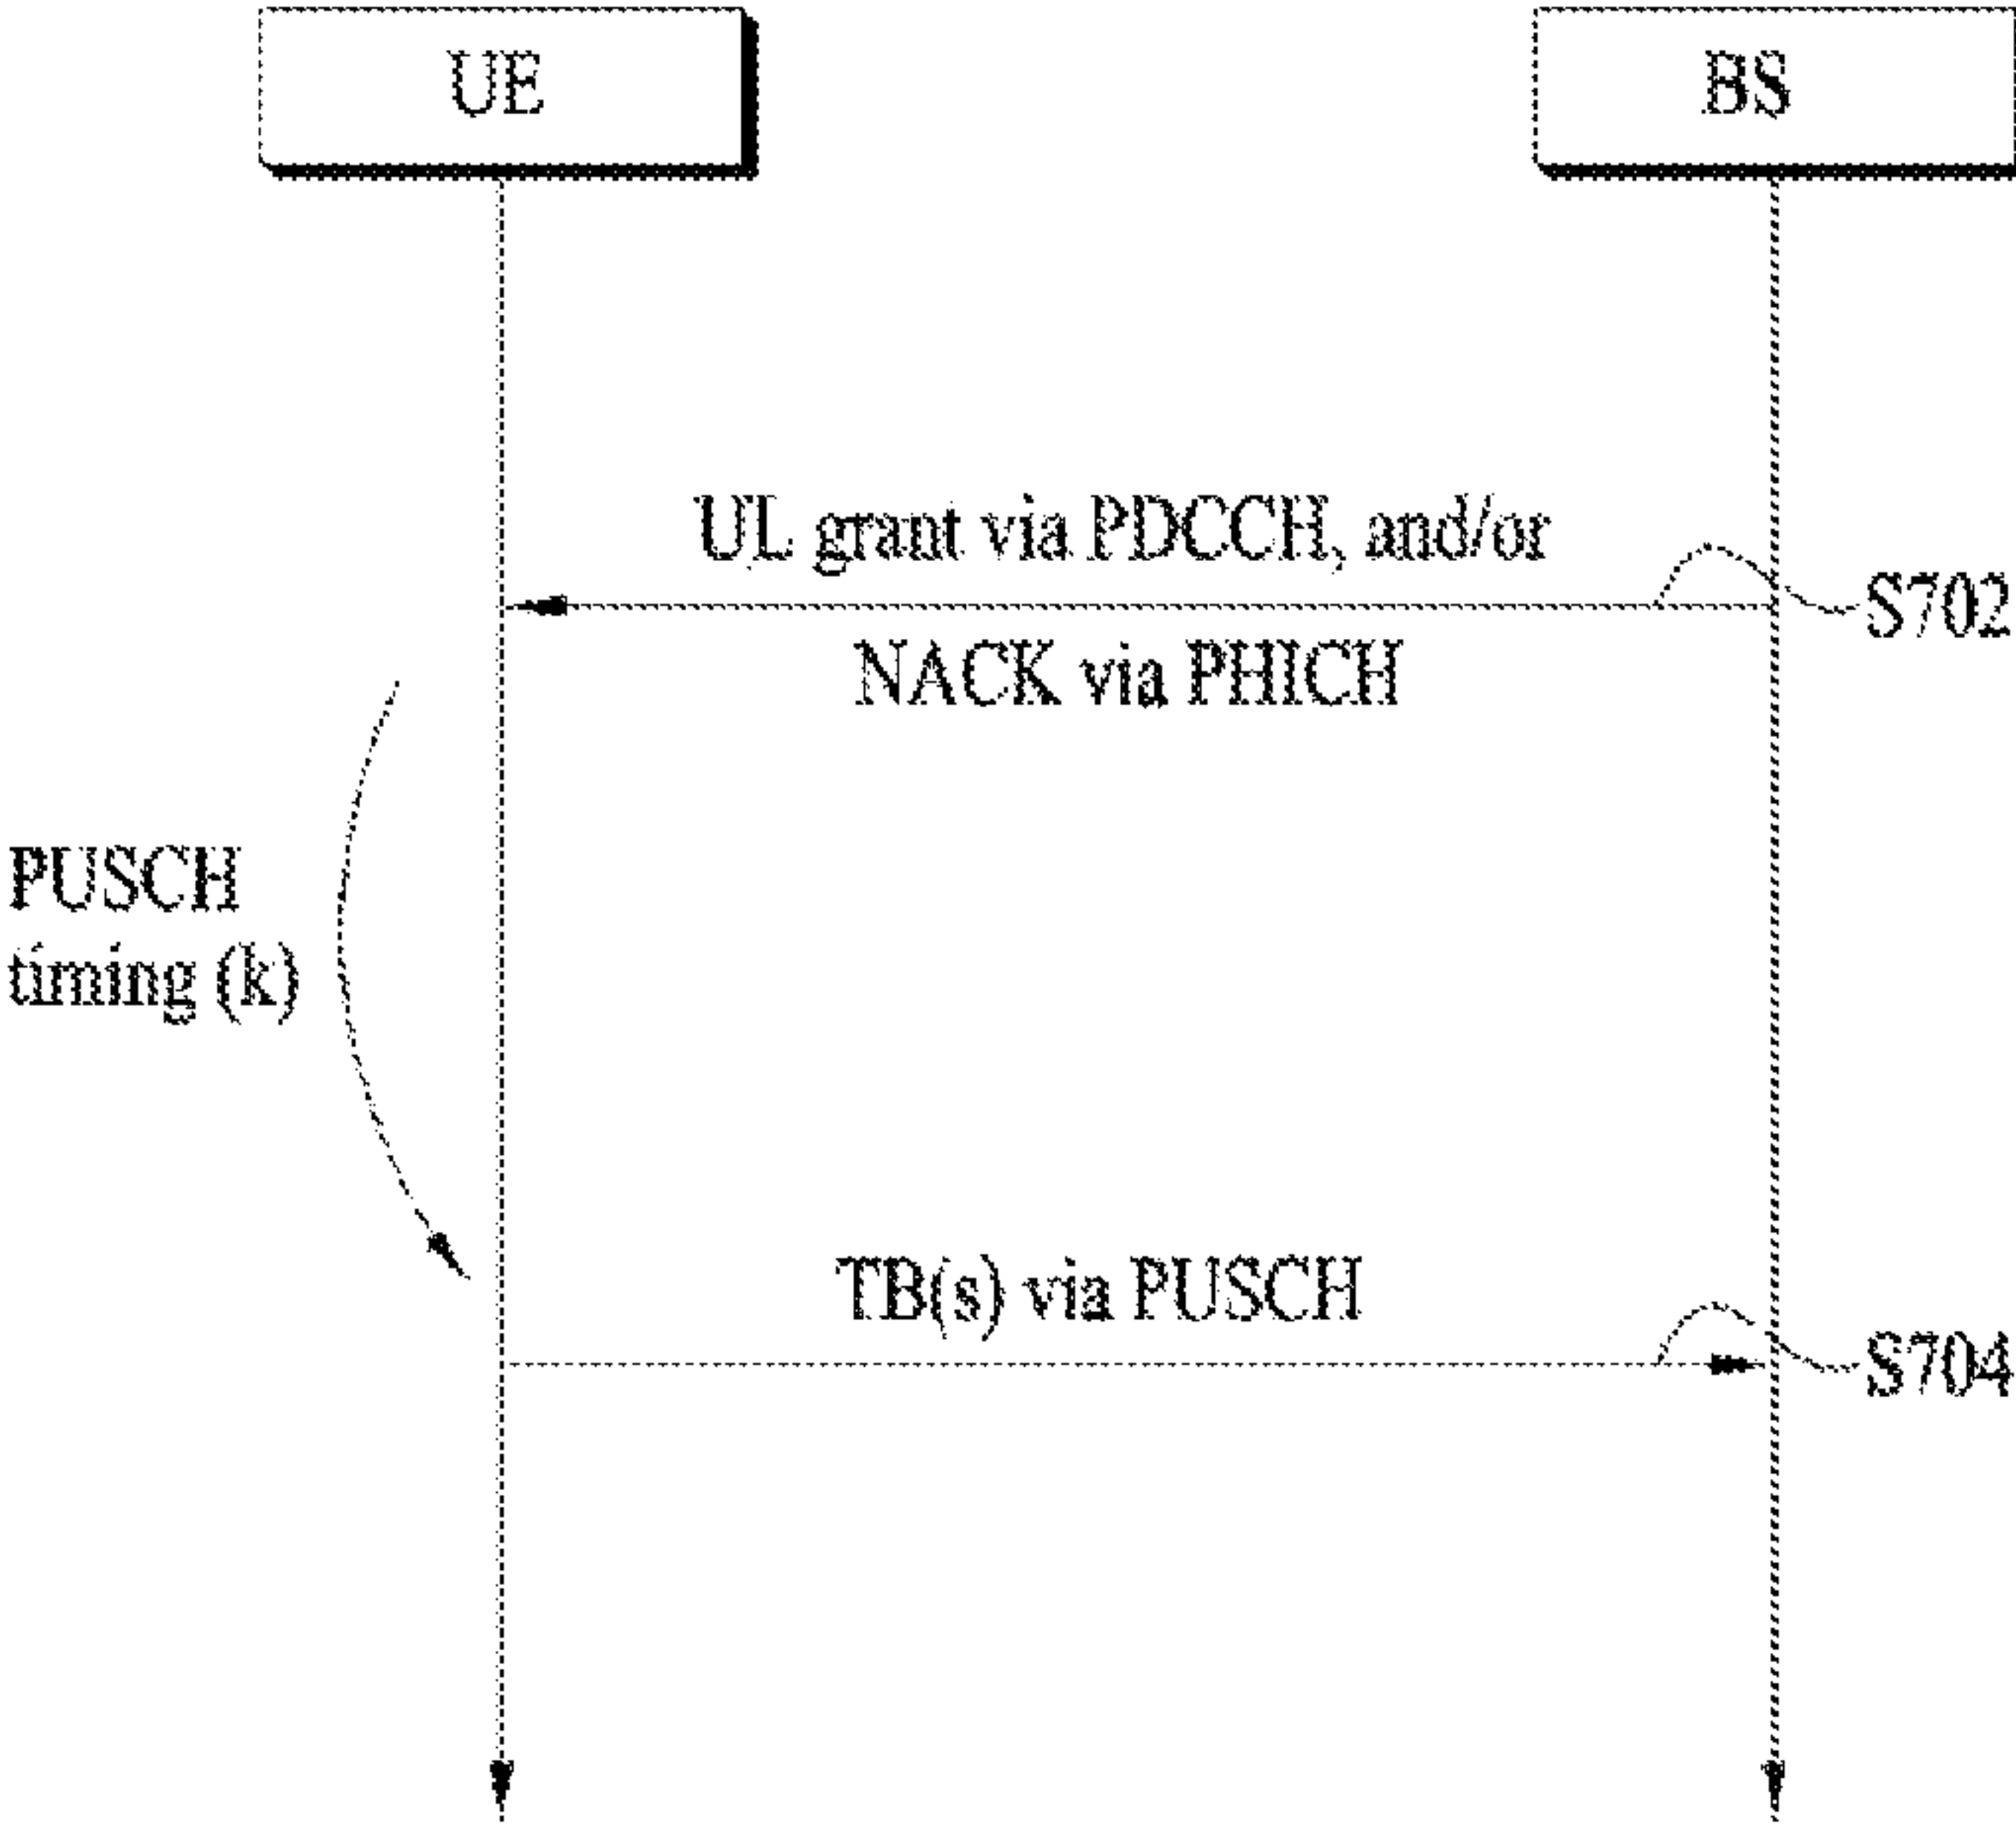 UE
BS
UL grant via PDCCH, and/or
S702
NACK via PHICH
PUSCH
timing (k)
TB(s) via PUSCH
S704